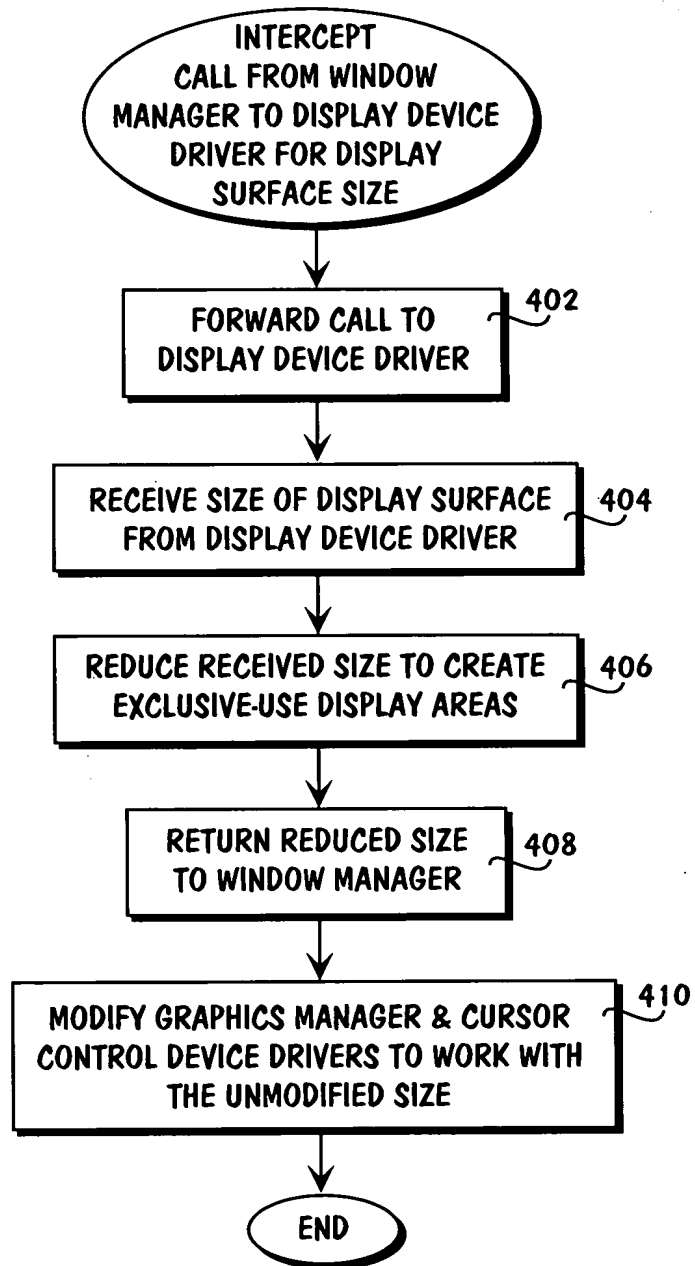 INTERCEPT
CALL FROM WINDOW
MANAGER TO DISPLAY DEVICE
DRIVER FOR DISPLAY
SURFACE SIZE
FORWARD CALL TO
DISPLAY DEVICE DRIVER
402
RECEIVE SIZE OF DISPLAY SURFACE
FROM DISPLAY DEVICE DRIVER
404
REDUCE RECEIVED SIZE TO CREATE
EXCLUSIVE-USE DISPLAY AREAS
406
RETURN REDUCED SIZE
TO WINDOW MANAGER
408
MODIFY GRAPHICS MANAGER & CURSOR
CONTROL DEVICE DRIVERS TO WORK WITH
THE UNMODIFIED SIZE
410
END